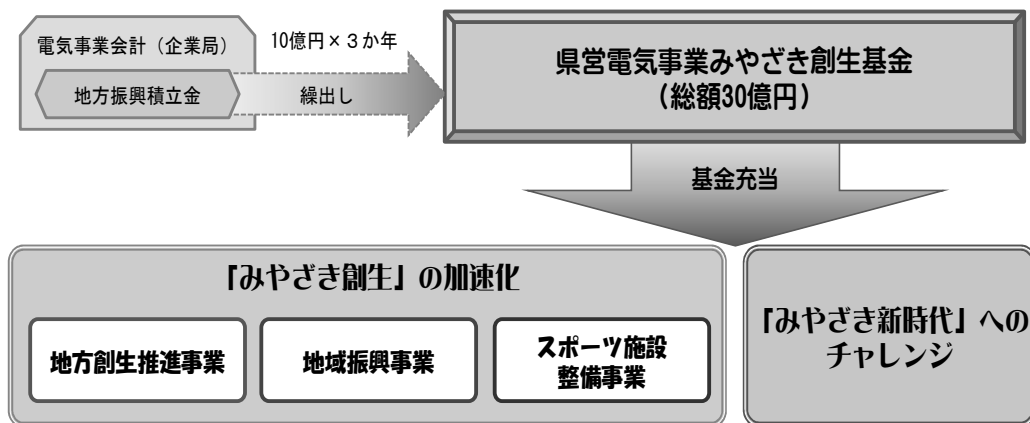 電気事業会計（企業局）
地方振興積立金
10億円×３か年
繰出し
県営電気事業みやざき創生基金
（総額30億円）
基金充当
『みやざき創生』の加速化
地方創生推進事業
地域振興事業
スポーツ施設
整備事業
『みやざき新時代』への
チャレンジ